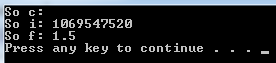 So c:
So i: 1069547520
So f: 1.5
Press any key to continue . . . _